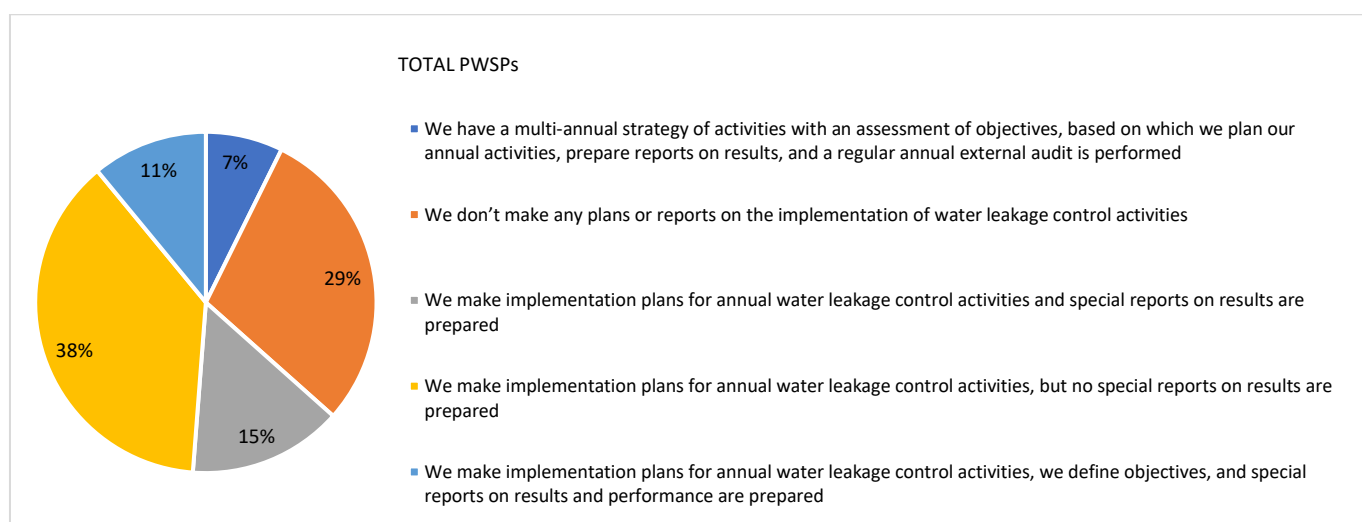 TOTAL PWSPs
We have a multi-annual strategy of activities with an assessment of objectives, based on which we plan our
annual activities, prepare reports on results, and a regular annual external audit is performed
We don’t make any plans or reports on the implementation of water leakage control activities
We make implementation plans for annual water leakage control activities and special reports on results are
prepared
We make implementation plans for annual water leakage control activities, but no special reports on results are
prepared
We make implementation plans for annual water leakage control activities, we define objectives, and special
reports on results and performance are prepared
7%
29%
15%
38%
11%